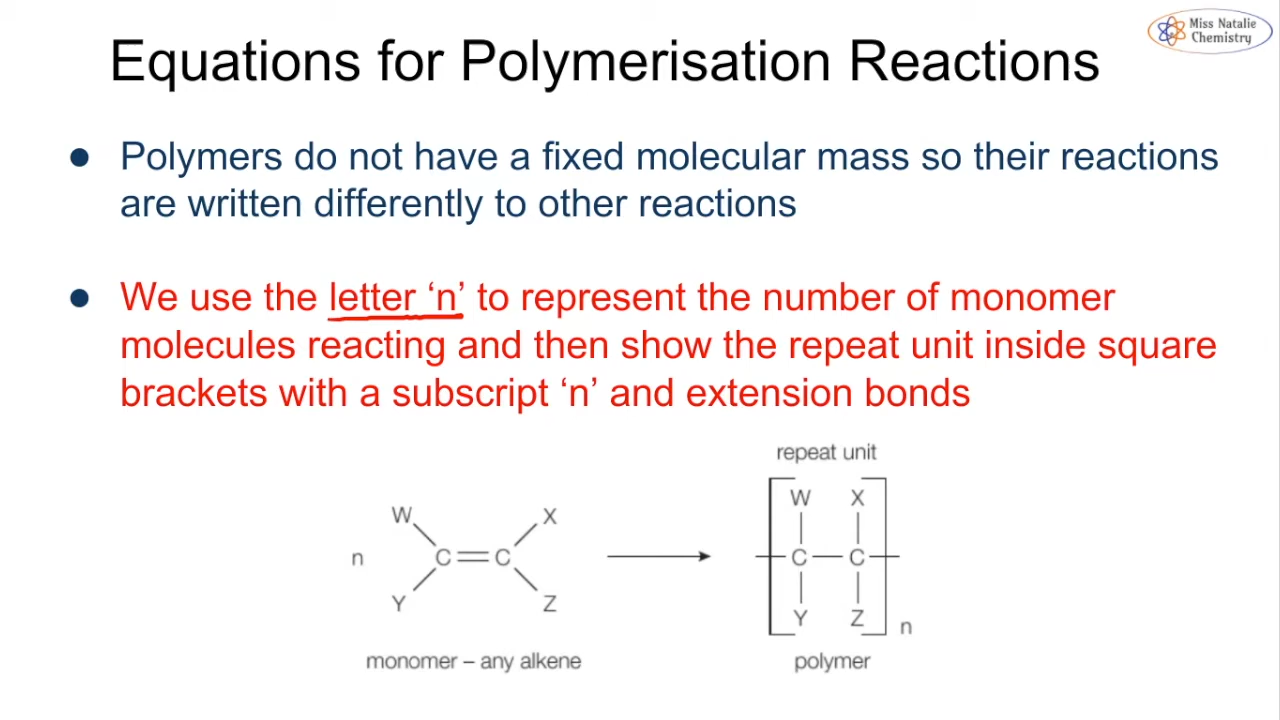 Miss Natalie
Chemistry
Equations for Polymerisation Reactions
● Polymers do not have a fixed molecular mass so their reactions
are written differently to other reactions
● We use the letter ‘n’ to represent the number of monomer
molecules reacting and then show the repeat unit inside square
brackets with a subscript ‘n’ and extension bonds
repeat unit
W X W X
n C=C C—C
Y Z Y Z n
monomer – any alkene polymer